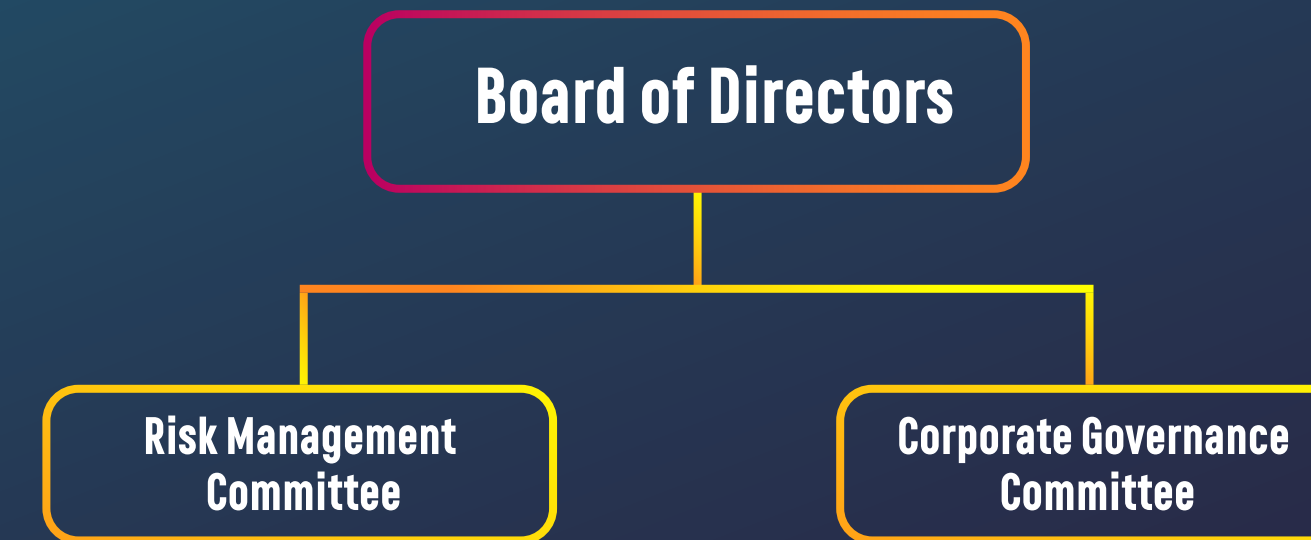 Board of Directors
Risk Management
Committee
Corporate Governance
Committee